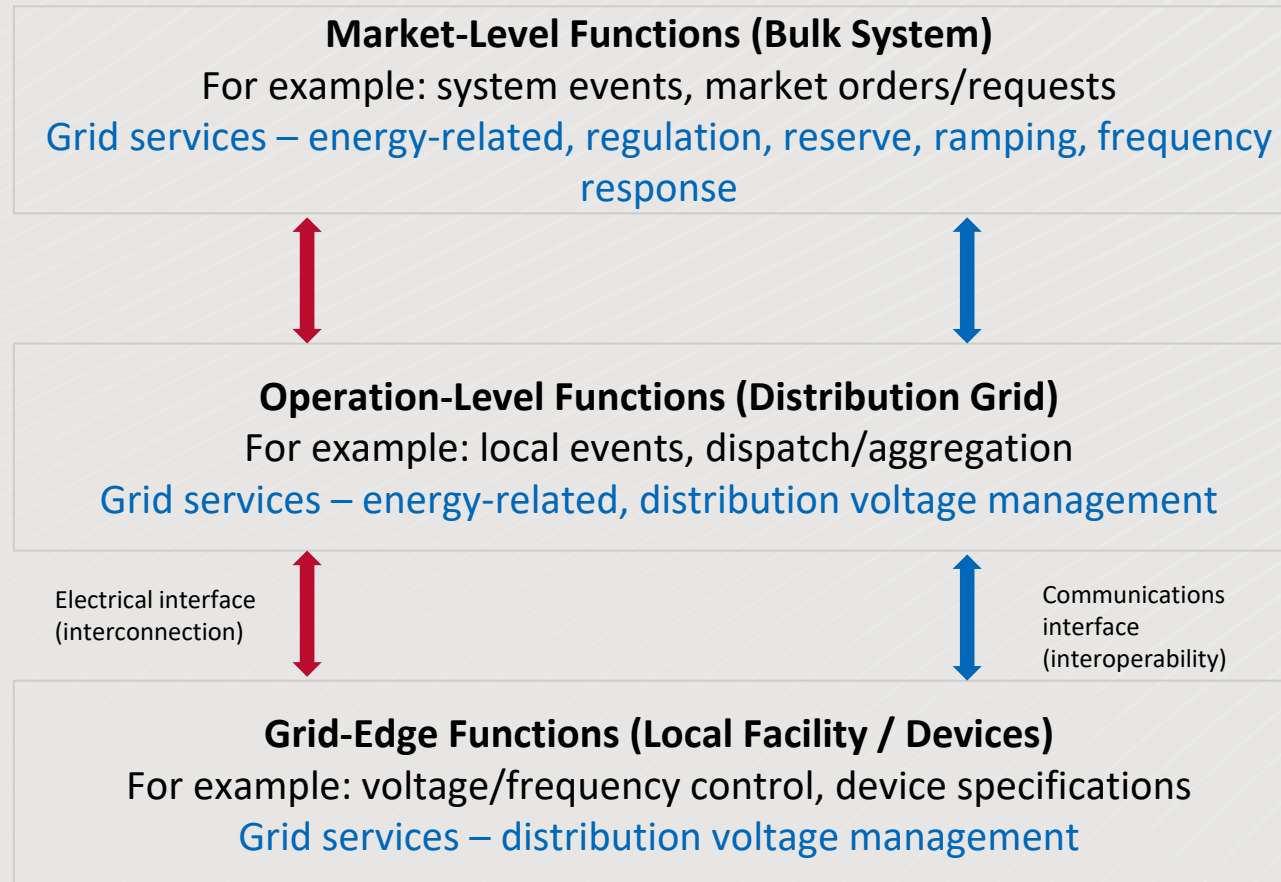 Market-Level Functions (Bulk System)
For example: system events, market orders/requests
Grid services – energy-related, regulation, reserve, ramping, frequency
response
Operation-Level Functions (Distribution Grid)
For example: local events, dispatch/aggregation
Grid services – energy-related, distribution voltage management
Electrical interface
(interconnection)
Communications
interface
(interoperability)
Grid-Edge Functions (Local Facility / Devices)
For example: voltage/frequency control, device specifications
Grid services – distribution voltage management